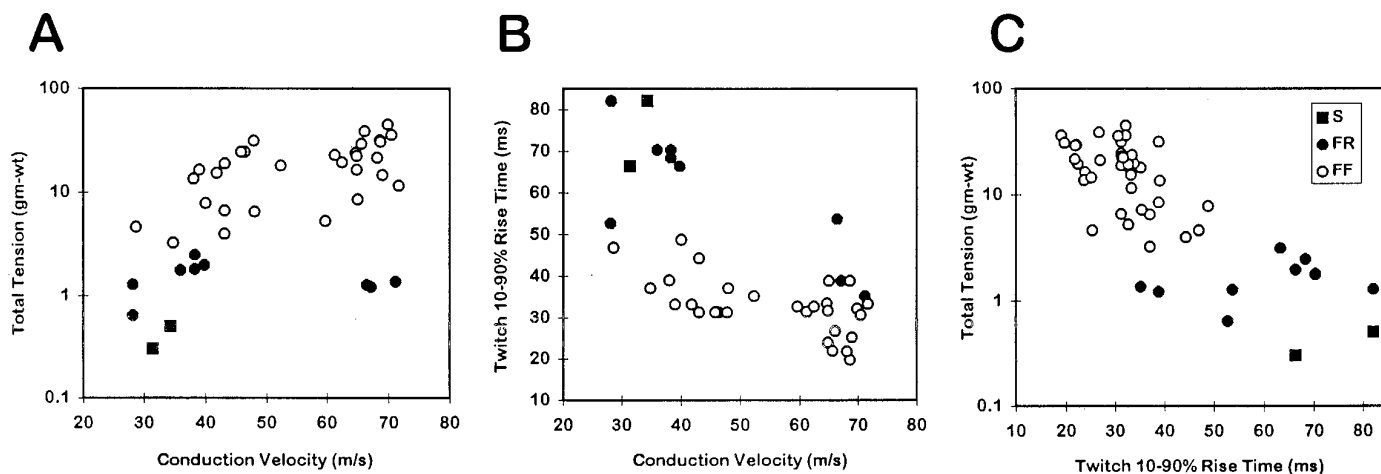 A
Total Tension (gm-wt)
100
10
1
0.1
20 30 40 50 60 70 80
Conduction Velocity (m/s)
B
Twitch 10-90% Rise Time (ms)
80
70
60
50
40
30
20
10
20 30 40 50 60 70 80
Conduction Velocity (m/s)
C
Total Tension (gm-wt)
100
10
1
0.1
S
FR
FF
10 20 30 40 50 60 70 80
Twitch 10-90% Rise Time (ms)